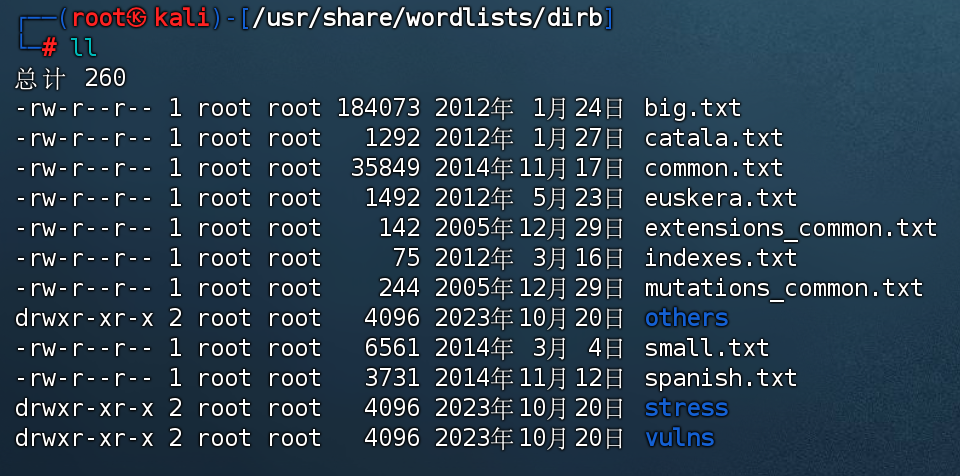 ┌──(root㉿kali)-[/usr/share/wordlists/dirb]
└─# ll
总计 260
-rw-r--r-- 1 root root 184073 2012年 1月24日 big.txt
-rw-r--r-- 1 root root   1292 2012年 1月27日 catala.txt
-rw-r--r-- 1 root root  35849 2014年11月17日 common.txt
-rw-r--r-- 1 root root   1492 2012年 5月23日 euskera.txt
-rw-r--r-- 1 root root    142 2005年12月29日 extensions_common.txt
-rw-r--r-- 1 root root     75 2012年 3月16日 indexes.txt
-rw-r--r-- 1 root root    244 2005年12月29日 mutations_common.txt
drwxr-xr-x 2 root root   4096 2023年10月20日 others
-rw-r--r-- 1 root root   6561 2014年 3月 4日 small.txt
-rw-r--r-- 1 root root   3731 2014年11月12日 spanish.txt
drwxr-xr-x 2 root root   4096 2023年10月20日 stress
drwxr-xr-x 2 root root   4096 2023年10月20日 vulns